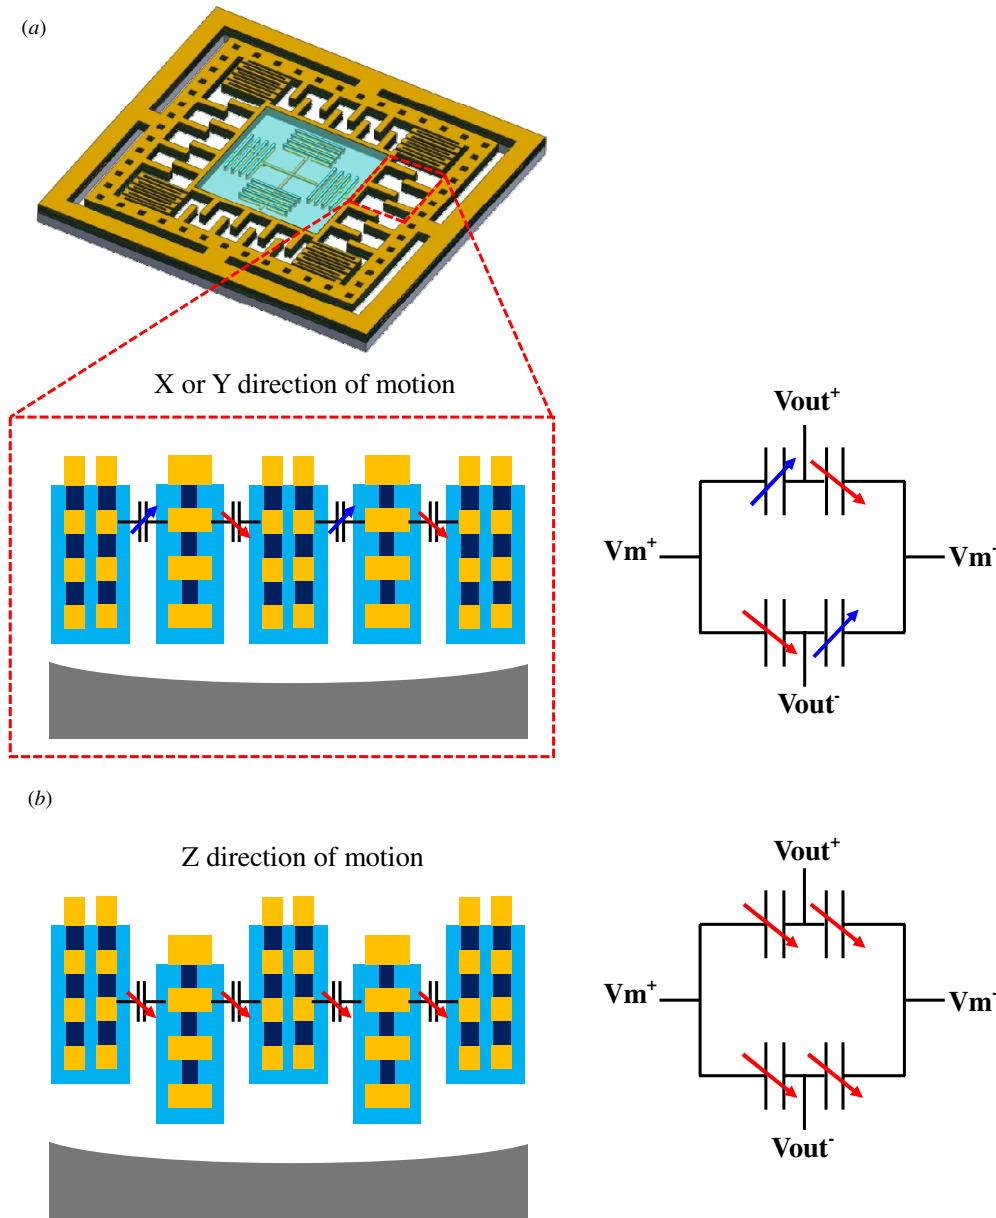 (a)
X or Y direction of motion
Vout+
Vm+
Vm-
Vout-
(b)
Z direction of motion
Vout+
Vm+
Vm-
Vout-